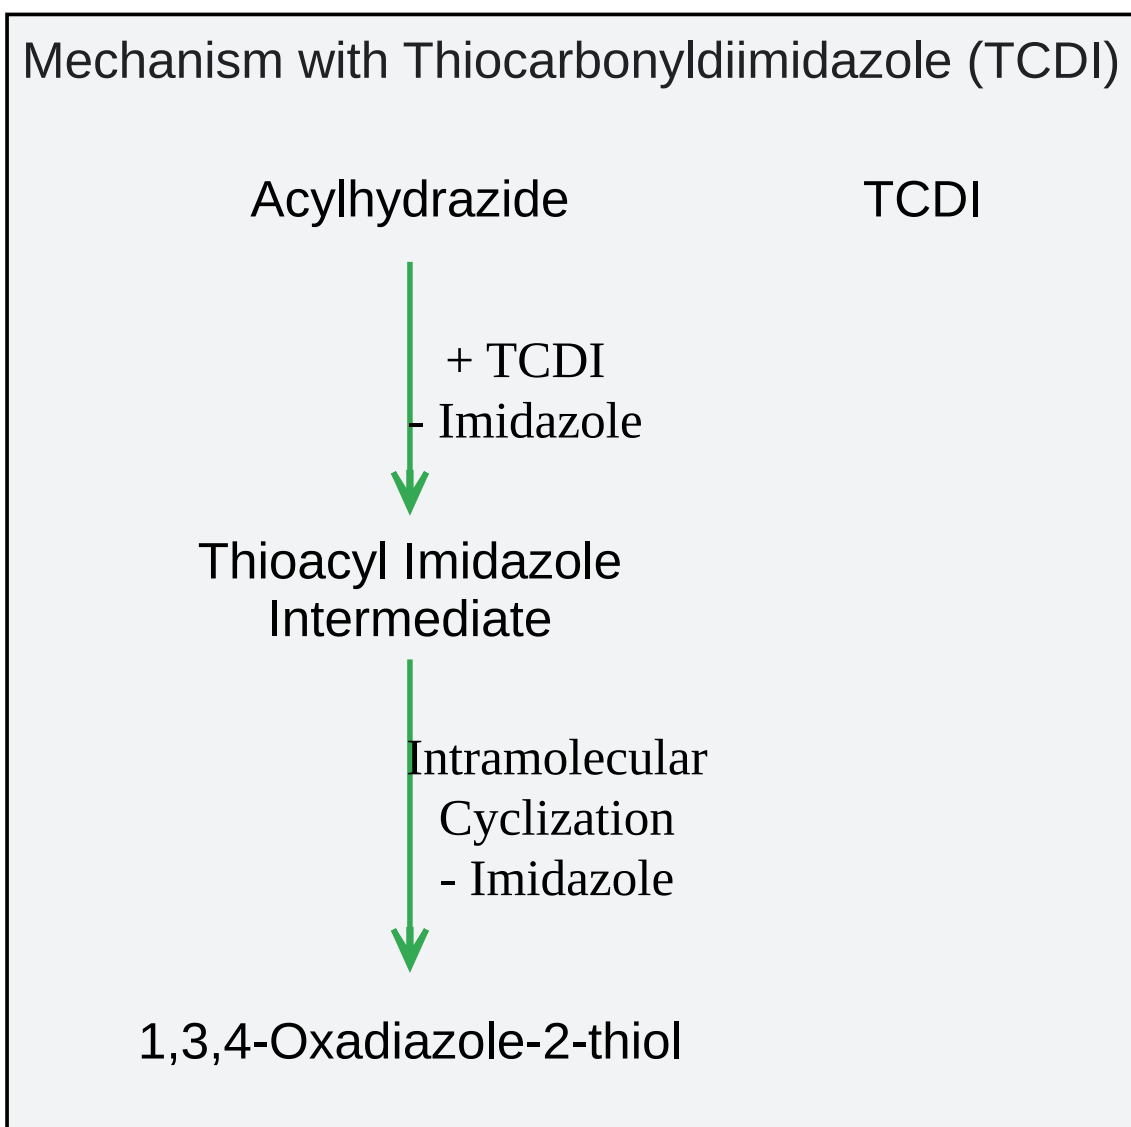 Mechanism with Thiocarbonyldiimidazole (TCDI)
Acylhydrazide TCDI
+ TCDI
- Imidazole
Thioacyl Imidazole
Intermediate
Intramolecular
Cyclization
- Imidazole
1,3,4-Oxadiazole-2-thiol